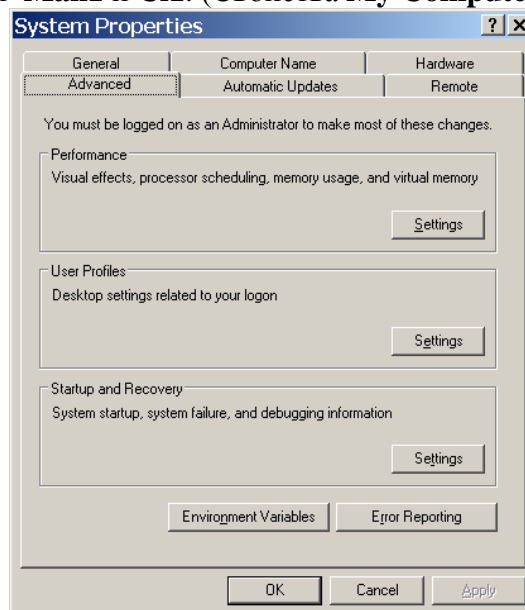 (Свойства My Compute
System Properties
General Computer Name Hardware
Advanced Automatic Updates Remote
You must be logged on as an Administrator to make most of these changes.
Performance
Visual effects, processor scheduling, memory usage, and virtual memory
Settings
User Profiles
Desktop settings related to your logon
Settings
Startup and Recovery
System startup, system failure, and debugging information
Settings
Environment Variables Error Reporting
OK Cancel Apply